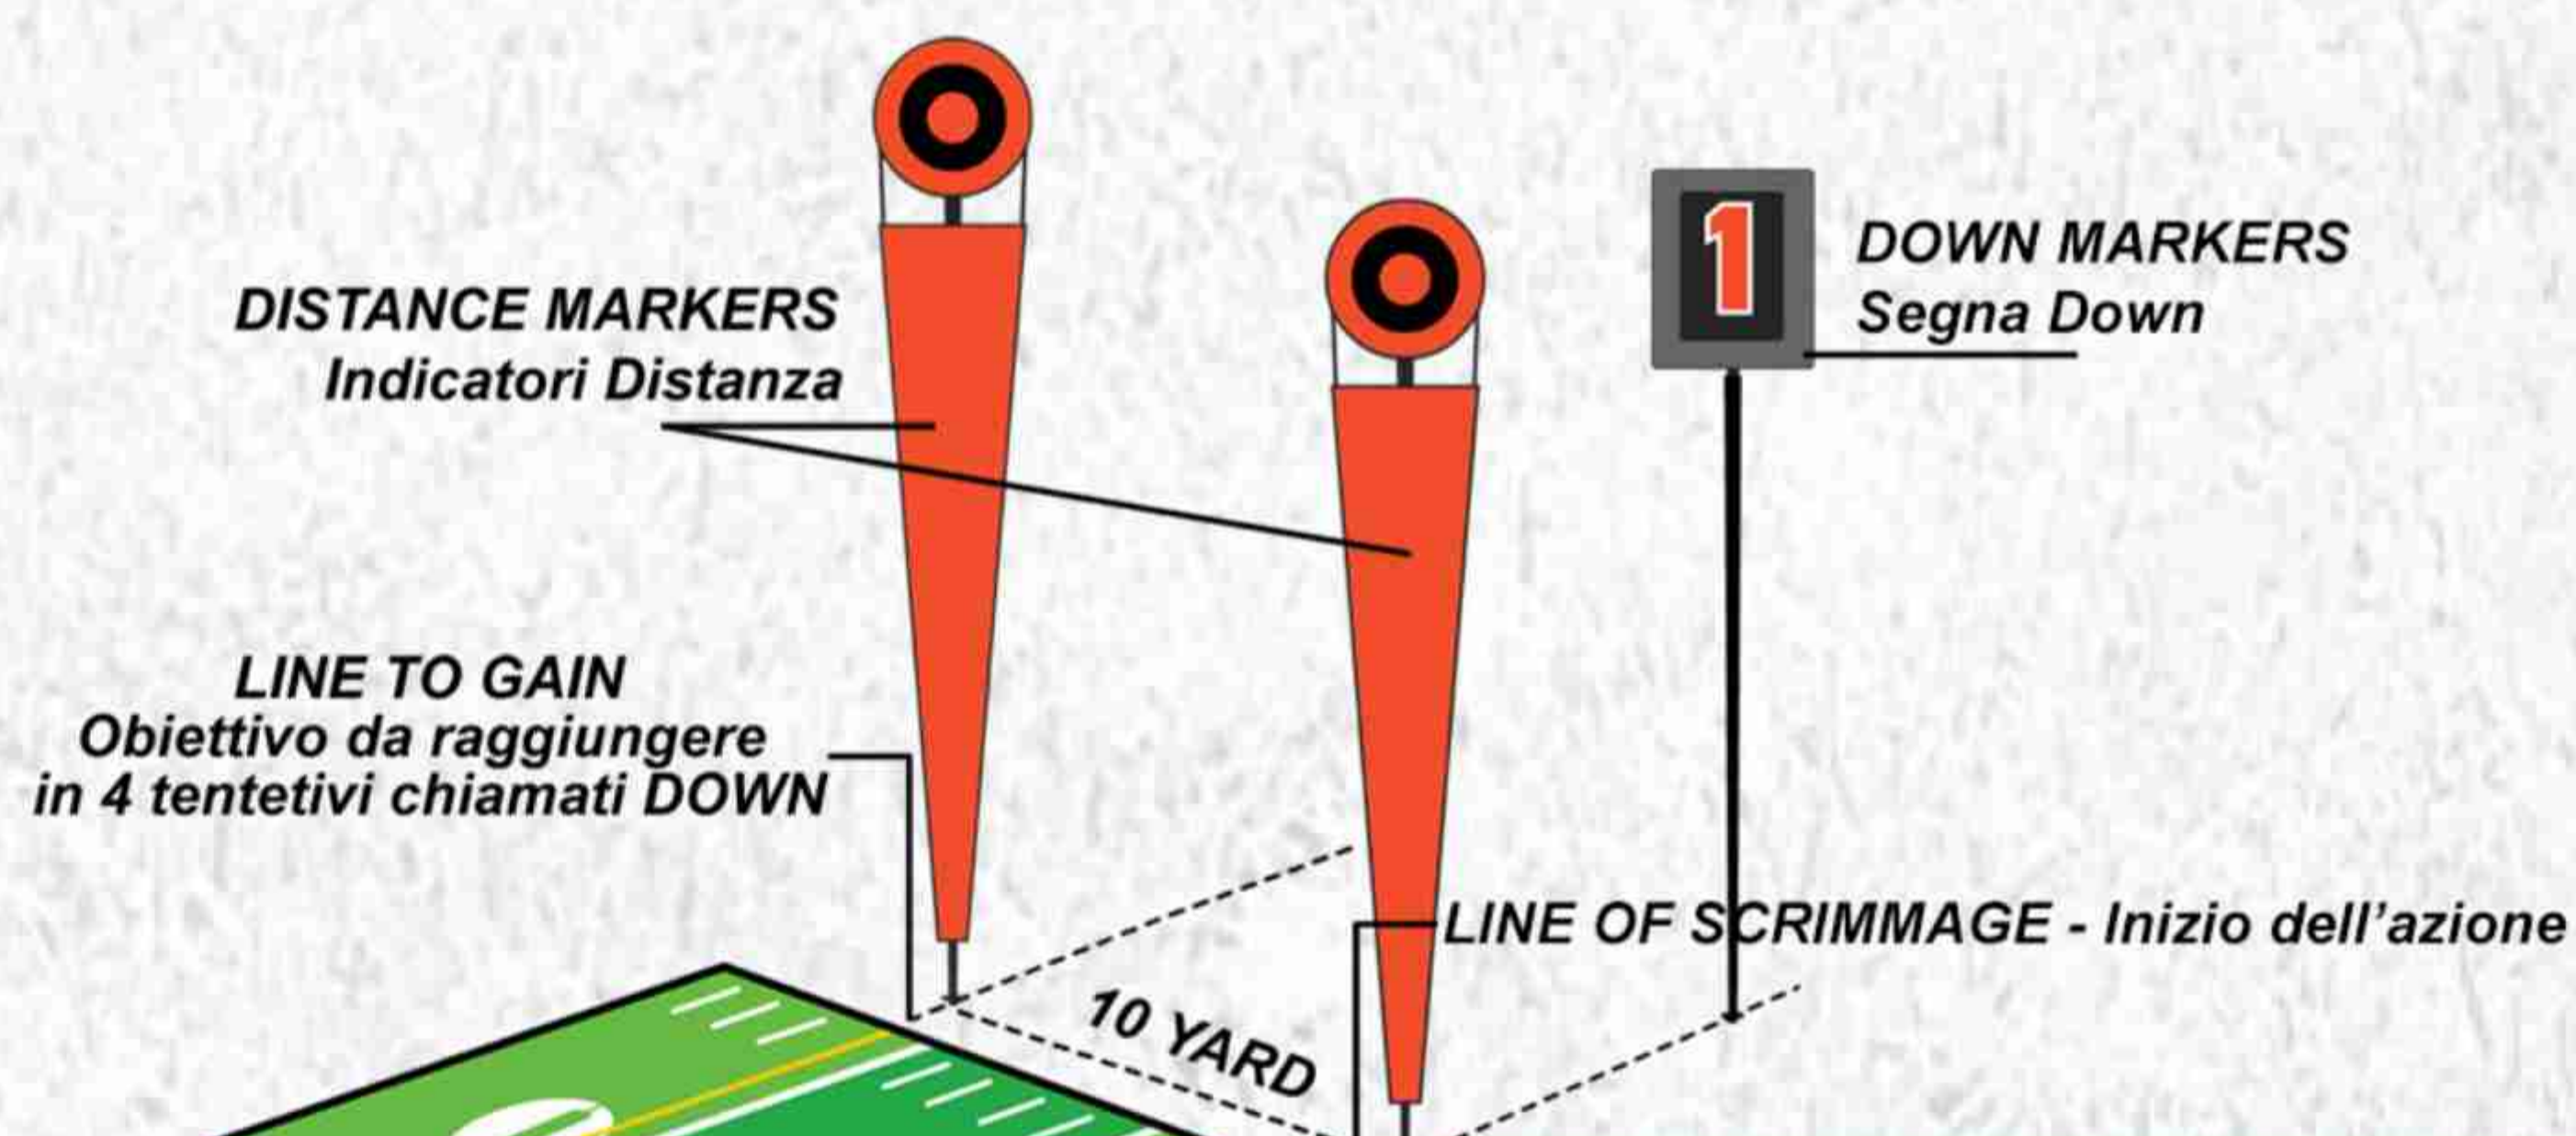 1
DOWN MARKERS
Segna Down
DISTANCE MARKERS
Indicatori Distanza
LINE TO GAIN
Obiettivo da raggiungere
in 4 tentetivi chiamati DOWN
LINE OF SCRIMMAGE - Inizio dell'azione
10 YARD